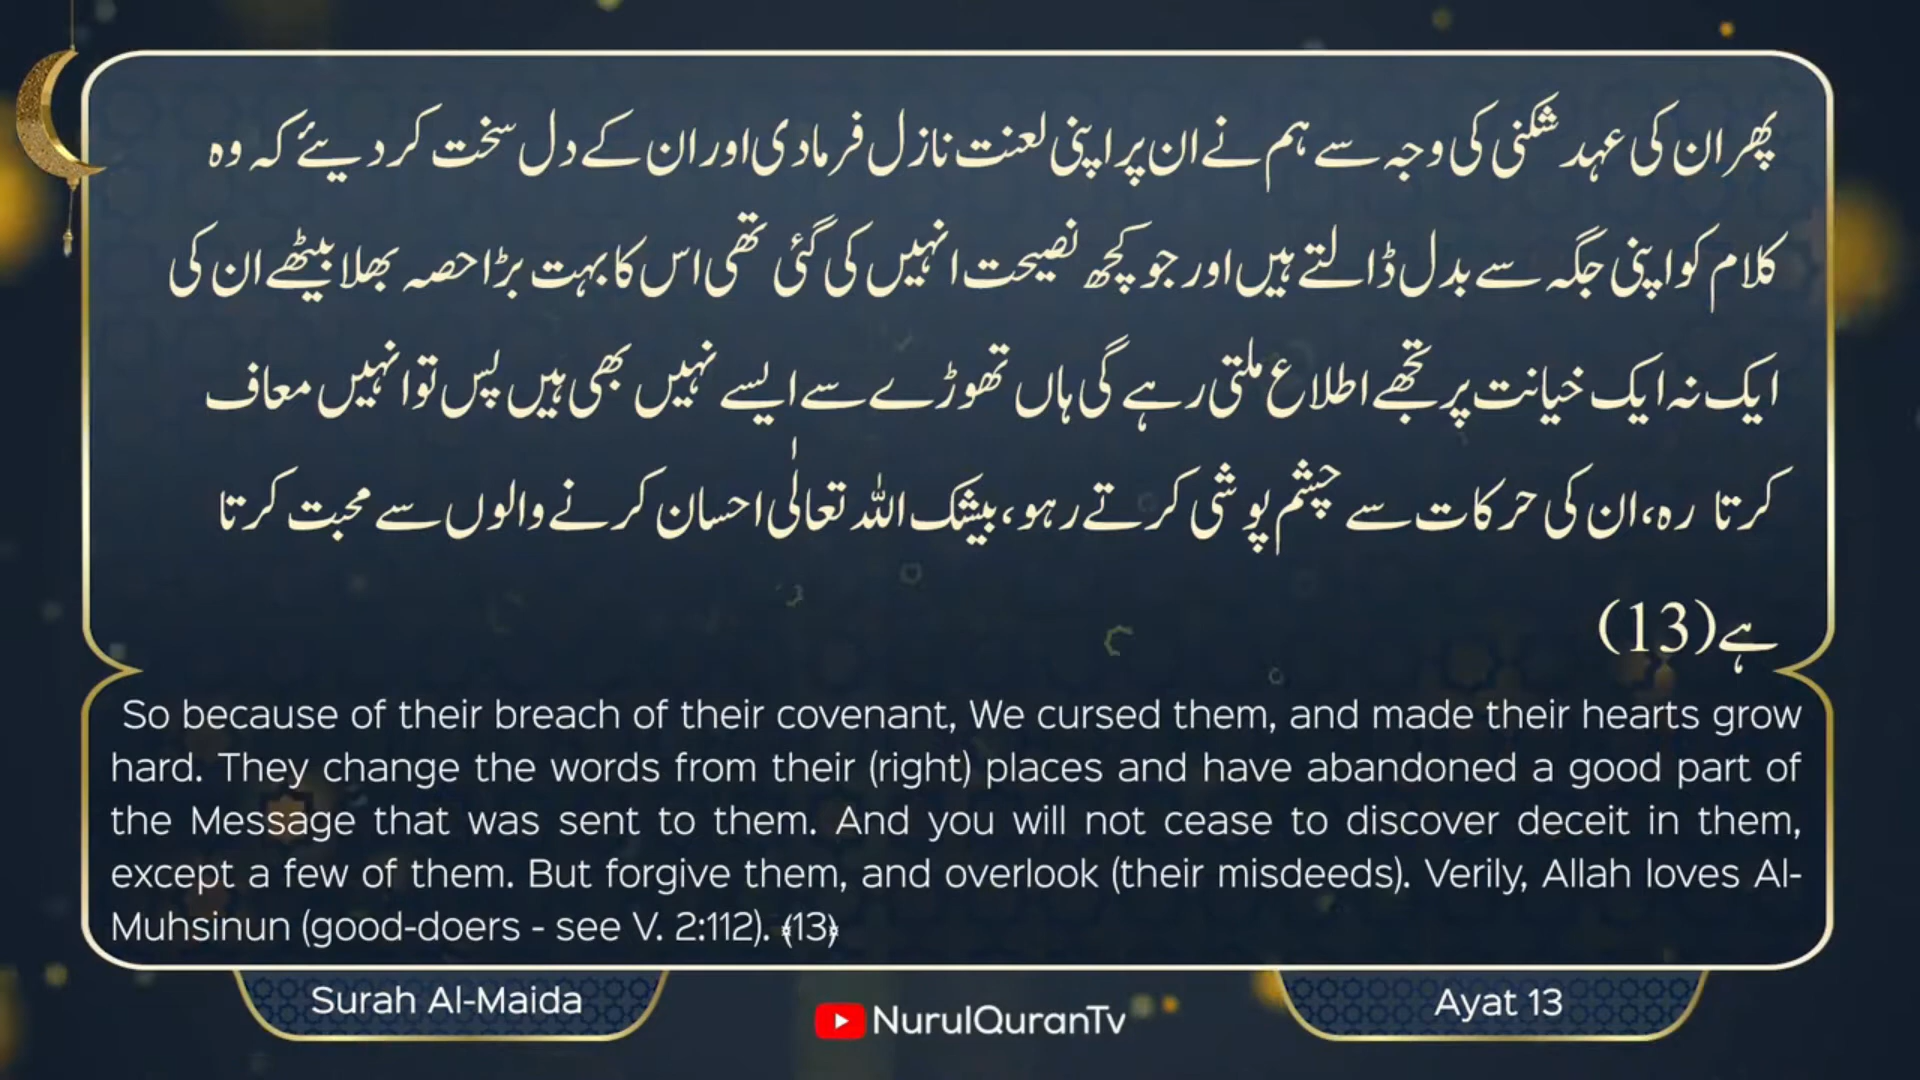 پھر ان کی عہد شکنی کی وجہ سے ہم نے ان پر اپنی لعنت نازل فرمادی اور ان کے دل سخت کر دیئے کہ وہ
کلام کو اپنی جگہ سے بدل ڈالتے ہیں اور جو کچھ نصیحت انہیں کی گئی تھی اس کا بہت بڑا حصہ بھلا بیٹھے ان کی
ایک نہ ایک خیانت پر تجھے اطلاع ملتی رہے گی ہاں تھوڑے سے ایسے نہیں بھی ہیں پس تو انہیں معاف
کرتا رہ، ان کی حرکات سے چشم پوشی کرتے رہو، بیشک اللہ تعالٰی احسان کرنے والوں سے محبت کرتا
ہے(13)
So because of their breach of their covenant, We cursed them, and made their hearts grow
hard. They change the words from their (right) places and have abandoned a good part of
the Message that was sent to them. And you will not cease to discover deceit in them,
except a few of them. But forgive them, and overlook (their misdeeds). Verily, Allah loves Al-
Muhsinun (good-doers - see V. 2:112). ﴾13﴿
Surah Al-Maida
NurulQuranTv
Ayat 13